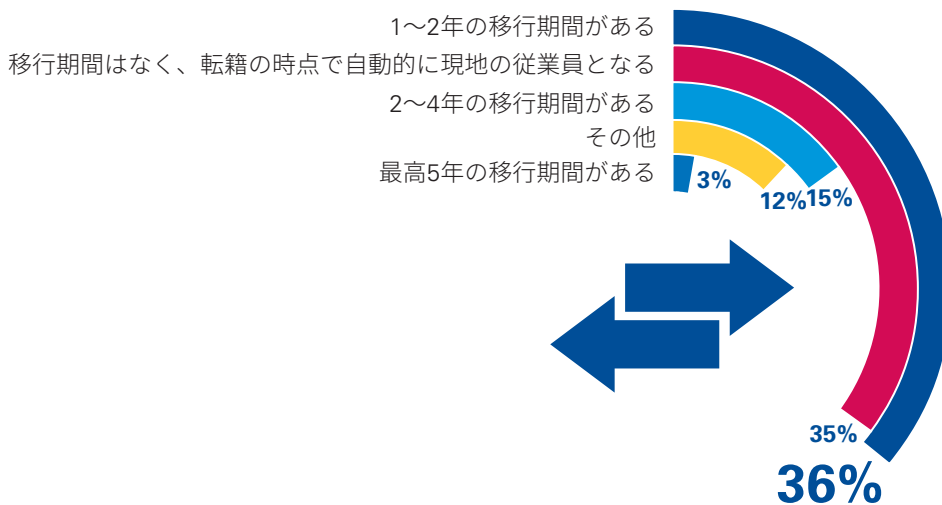 1〜2年の移行期間がある
移行期間はなく、転籍の時点で自動的に現地の従業員となる
2〜4年の移行期間がある
その他
最高5年の移行期間がある
3%
12%
15%
35%
36%